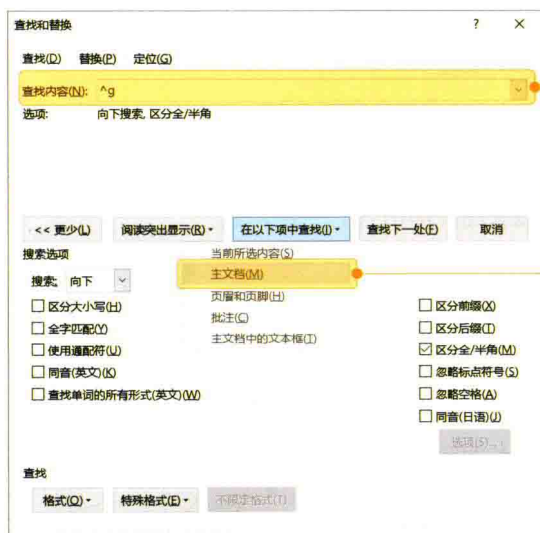 查找和替换 ? ×
查找(D) 替换(P) 定位(G)
查找内容(N): ^g
选项: 向下搜索, 区分全/半角
<< 更少(L) 阅读突出显示(R) 在以下项中查找(I) 查找下一处(F) 取消
搜索选项
当前所选内容(S)
搜索: 向下
主文档(M)
页眉和页脚(H)
批注(C)
主文档中的文本框(T)
区分大小写(H)
全字匹配(Y)
使用通配符(U)
同音(英文)(K)
查找单词的所有形式(英文)(W)
区分前缀(X)
区分后缀(T)
区分全/半角(M)
忽略标点符号(S)
忽略空格(A)
同音(日语)(J)
选项(S)...
查找
格式(O) 特殊格式(E) 不限定格式(T)